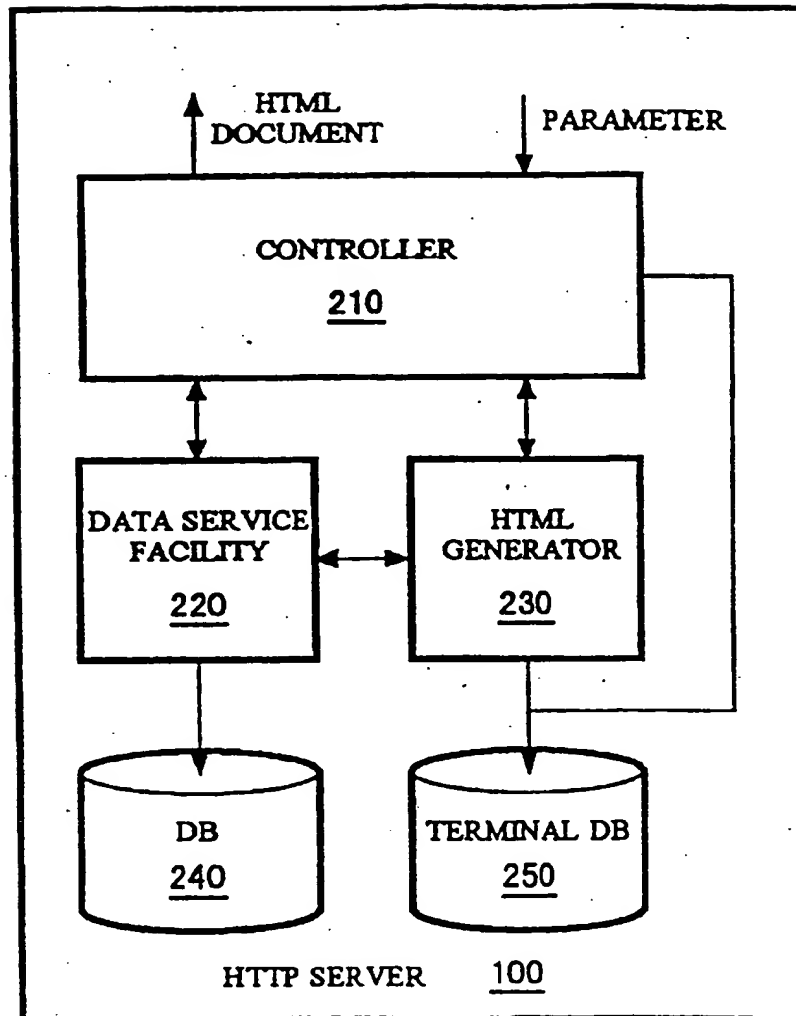 HTML
DOCUMENT
PARAMETER
CONTROLLER
210
DATA SERVICE
FACILITY
220
HTML
GENERATOR
230
DB
240
TERMINAL DB
250
HTTP SERVER 100